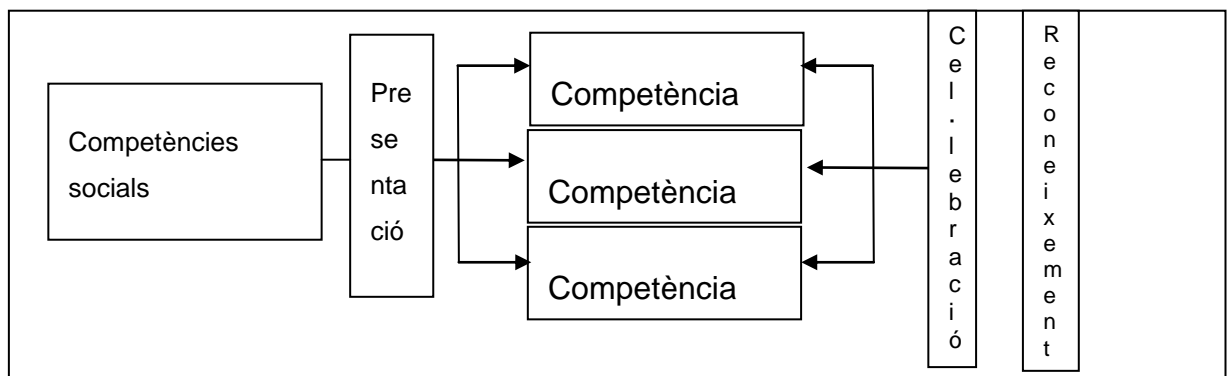 Competències
socials
Pre
se
nta
ció
Competència
Competència
Competència
C
e
l
.
l
e
b
r
a
c
i
ó
R
e
c
o
n
e
i
x
e
m
e
n
t